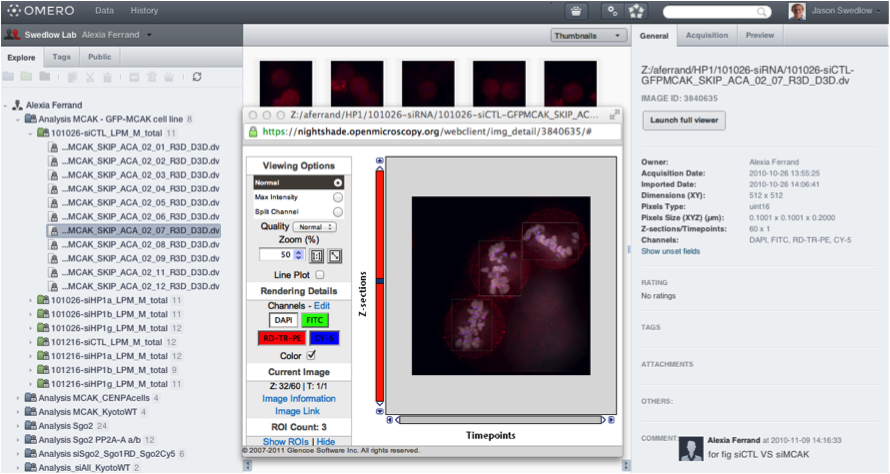 OMERO Data History Jason Swedlow
Swedlow Lab Alexia Ferrand
Explore Tags Public
Alexia Ferrand
Analysis MCAK - GFP-MCAK cell line 8
101026-siCTL_LPM_M_total 11
...MCAK_SKIP_ACA_02_01_R3D_D3D.dv
...MCAK_SKIP_ACA_02_02_R3D_D3D.dv
...MCAK_SKIP_ACA_02_03_R3D_D3D.dv
...MCAK_SKIP_ACA_02_04_R3D_D3D.dv
...MCAK_SKIP_ACA_02_05_R3D_D3D.dv
...MCAK_SKIP_ACA_02_06_R3D_D3D.dv
...MCAK_SKIP_ACA_02_07_R3D_D3D.dv
...MCAK_SKIP_ACA_02_08_R3D_D3D.dv
...MCAK_SKIP_ACA_02_09_R3D_D3D.dv
...MCAK_SKIP_ACA_02_11_R3D_D3D.dv
...MCAK_SKIP_ACA_02_12_R3D_D3D.dv
101026-siHP1a_LPM_M_total 11
101026-siHP1b_LPM_M_total 11
101026-siHP1g_LPM_M_total 12
101216-siCTL_LPM_M_total 12
101216-siHP1a_LPM_M_total 12
101216-siHP1b_LPM_M_total 9
101216-siHP1g_LPM_M_total 11
Analysis MCAK_CENPAcells 4
Analysis MCAK_KyotoWT 4
Analysis Sgo2 24
Analysis Sgo2 PP2A-A a/b 12
Analysis siSgo2_Sgo1RD_Sgo2Cy5 6
Analysis_siAll_KyotoWT 2
Thumbnails
Z:/aferrand/HP1/101026-siRNA/101026-siCTL-GFPMCAK_SKIP_AC...
https://nightshade.openmicroscopy.org/webclient/img_detail/3840635/#
Viewing Options
Normal
Max Intensity
Split Channel
Quality Normal
Zoom (%)
50 1:1
Line Plot
Rendering Details
Channels - Edit
DAPI FITC
RD-TR-PE CY-5
Color
Current Image
Z: 32/60 | T: 1/1
Image Information
Image Link
ROI Count: 3
Show ROIs | Hide
Z-sections
Timepoints
© 2007-2011 Glencoe Software Inc. All rights reserved.
General Acquisition Preview
Z:/aferrand/HP1/101026-siRNA/101026-siCTL-
GFPMCAK_SKIP_ACA_02_07_R3D_D3D.dv
IMAGE ID: 3840635
Launch full viewer
Owner: Alexia Ferrand
Acquisition Date: 2010-10-26 13:55:25
Imported Date: 2010-10-26 14:06:41
Dimensions (XY): 512 x 512
Pixels Type: uint16
Pixels Size (XYZ) (µm): 0.1001 x 0.1001 x 0.2000
Z-sections/Timepoints: 60 x 1
Channels: DAPI, FITC, RD-TR-PE, CY-5
Show unset fields
RATING
No ratings
TAGS
ATTACHMENTS
OTHERS:
COMMENT
Alexia Ferrand at 2010-11-09 14:16:33
for fig siCTL VS siMCAK